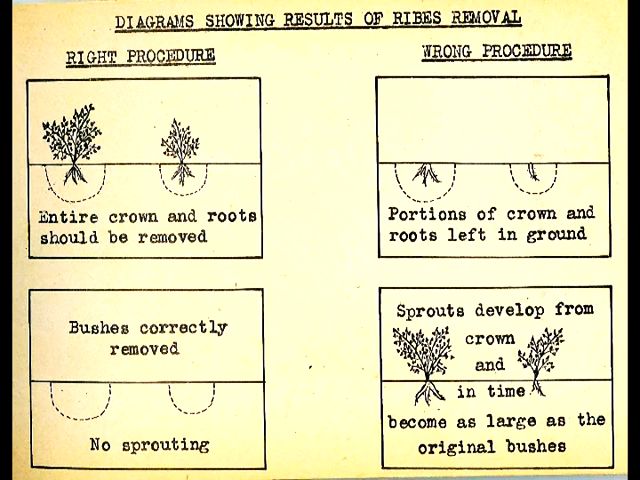 DIAGRAMS SHOWING RESULTS OF RIBES REMOVAL
RIGHT PROCEDURE
Entire crown and roots
should be removed
Bushes correctly
removed
No sprouting
WRONG PROCEDURE
Portions of crown and
roots left in ground
Sprouts develop from
crown
and
in time
become as large as the
original bushes